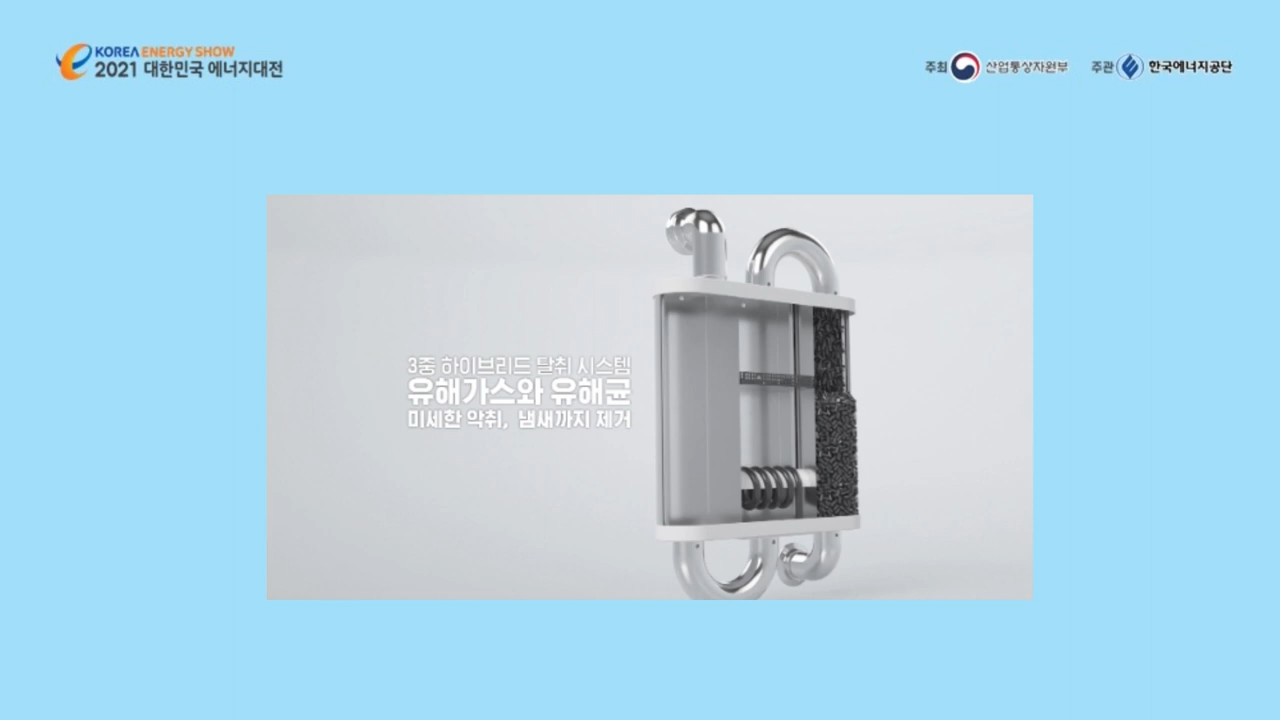 KOREA ENERGY SHOW
2021 대한민국 에너지대전
주최 산업통상자원부 주관 한국에너지공단
3중 하이브리드 탈취 시스템
유해가스와 유해균
미세한 악취, 냄새까지 제거